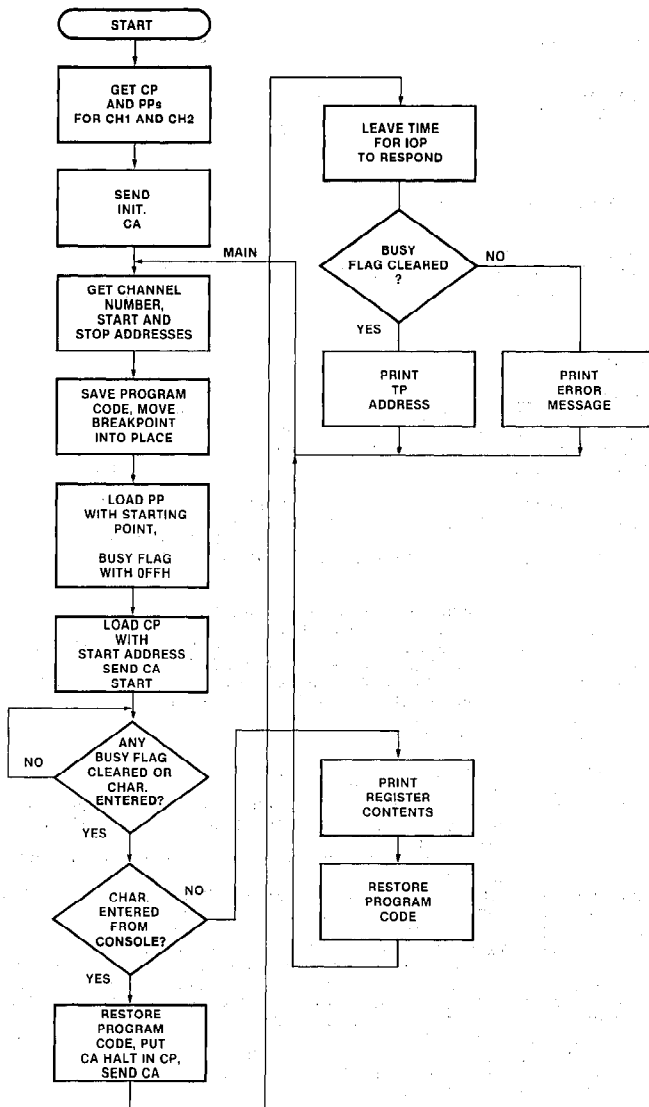 START
GET CP
AND PPs
FOR CH1 AND CH2
SEND
INIT.
CA
MAIN
GET CHANNEL
NUMBER,
START AND
STOP ADDRESSES
SAVE PROGRAM
CODE, MOVE
BREAKPOINT
INTO PLACE
LOAD PP
WITH STARTING
POINT,
BUSY FLAG
WITH 0FFH
LOAD CP
WITH
START ADDRESS
SEND CA
START
ANY
BUSY FLAG
CLEARED OR
CHAR.
ENTERED?
NO
YES
CHAR.
ENTERED
FROM
CONSOLE?
NO
YES
RESTORE
PROGRAM
CODE, PUT
CA HALT IN CP,
SEND CA
LEAVE TIME
FOR IOP
TO RESPOND
BUSY
FLAG CLEARED
?
NO
YES
PRINT
TP
ADDRESS
PRINT
ERROR
MESSAGE
PRINT
REGISTER
CONTENTS
RESTORE
PROGRAM
CODE